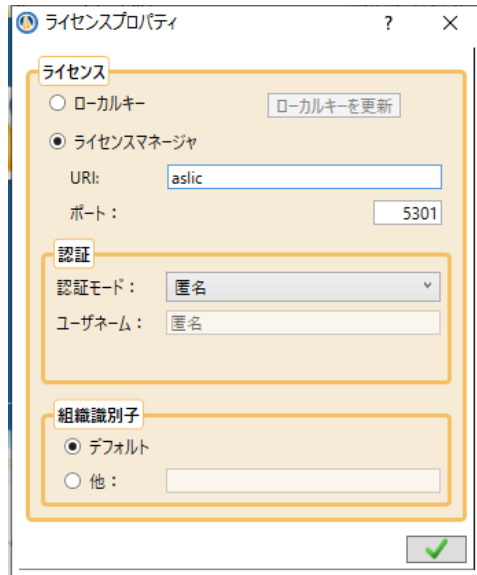 ライセンスプロパティ ?
ライセンス
ローカルキー ローカルキーを更新
ライセンスマネージャ
URI: aslic
ポート： 5301
認証
認証モード： 匿名
ユーザネーム： 匿名
組織識別子
デフォルト
他：